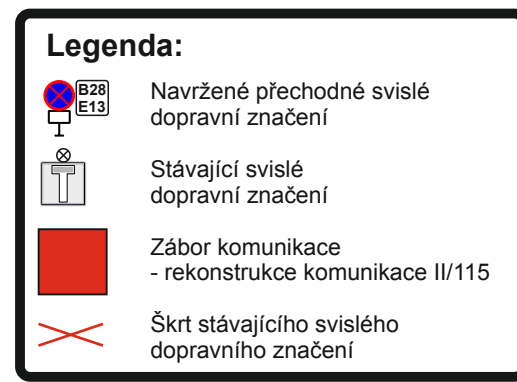 Legenda:
B28
E13
Navržené přechodné svislé
dopravní značení
Stávající svislé
dopravní značení
Zábor komunikace
- rekonstrukce komunikace II/115
Škrt stávajícího svislého
dopravního značení